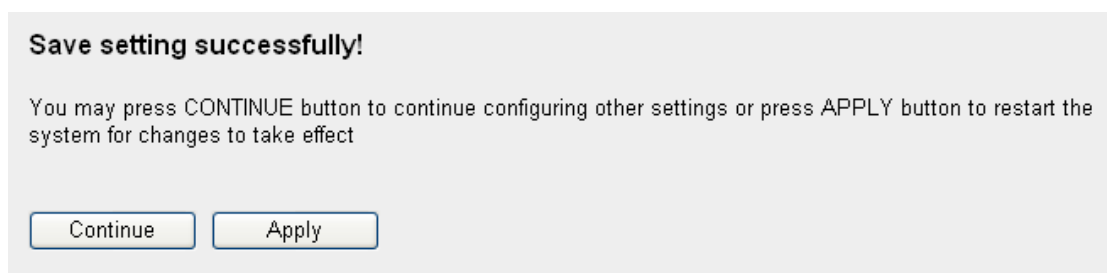 Save setting successfully!
You may press CONTINUE button to continue configuring other settings or press APPLY button to restart the
system for changes to take effect
Continue
Apply